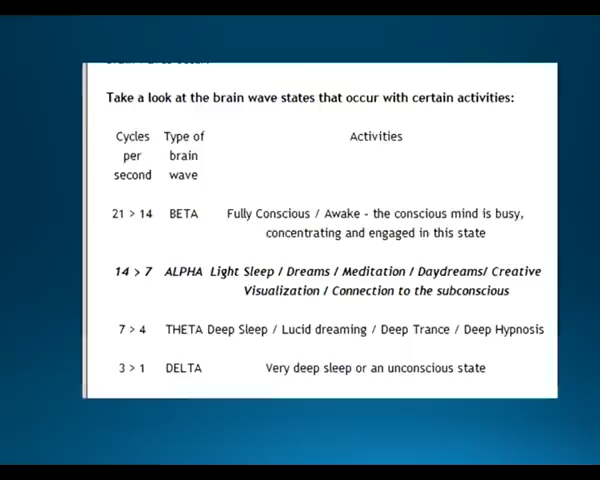 Take a look at the brain wave states that occur with certain activities:
Cycles per second Type of brain wave Activities
21 > 14 BETA Fully Conscious / Awake - the conscious mind is busy,
concentrating and engaged in this state
14 > 7 ALPHA Light Sleep / Dreams / Meditation / Daydreams/ Creative
Visualization / Connection to the subconscious
7 > 4 THETA Deep Sleep / Lucid dreaming / Deep Trance / Deep Hypnosis
3 > 1 DELTA Very deep sleep or an unconscious state